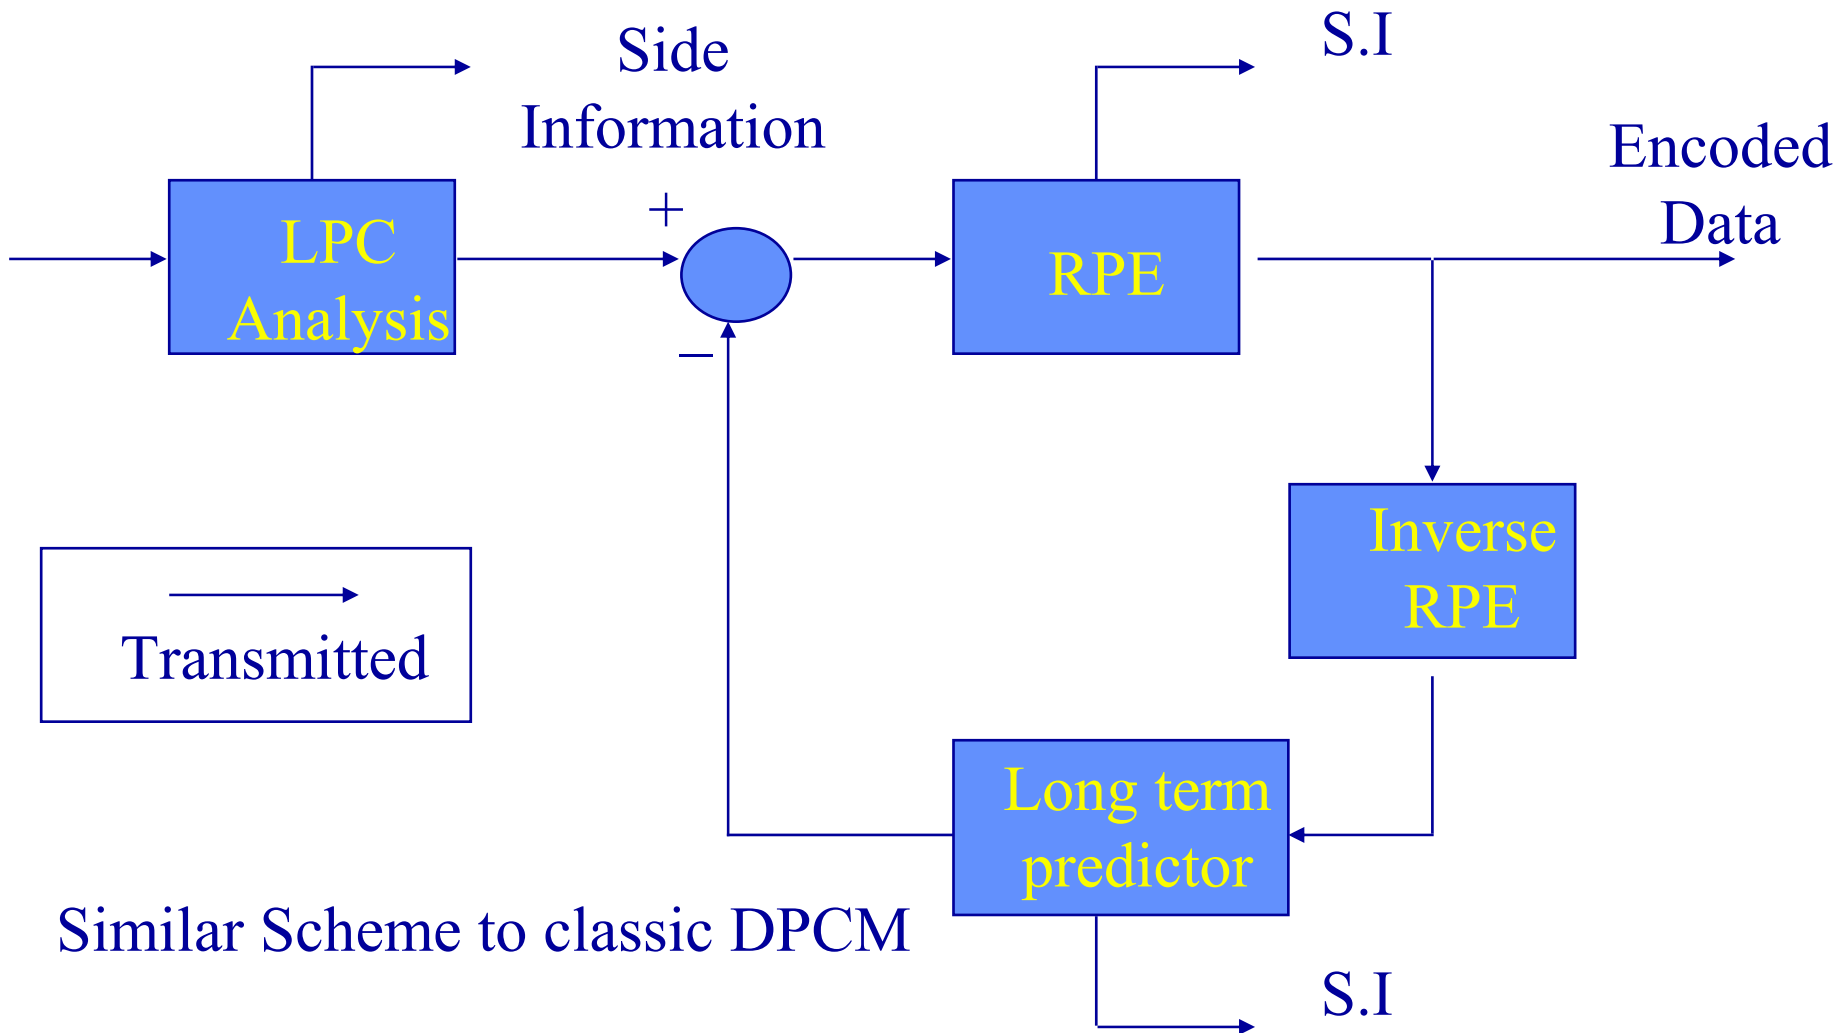 Side
Information
S.I
Encoded
Data
+
LPC
Analysis
RPE
–
Inverse
RPE
Transmitted
Long term
predictor
Similar Scheme to classic DPCM
S.I